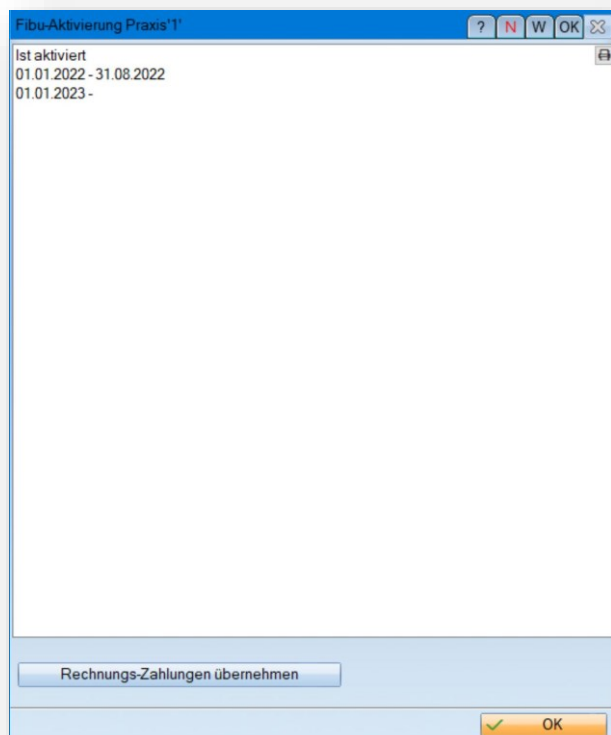 Fibu-Aktivierung Praxis'1'
? N W OK
Ist aktiviert
01.01.2022 - 31.08.2022
01.01.2023 -
Rechnungs-Zahlungen übernehmen
OK